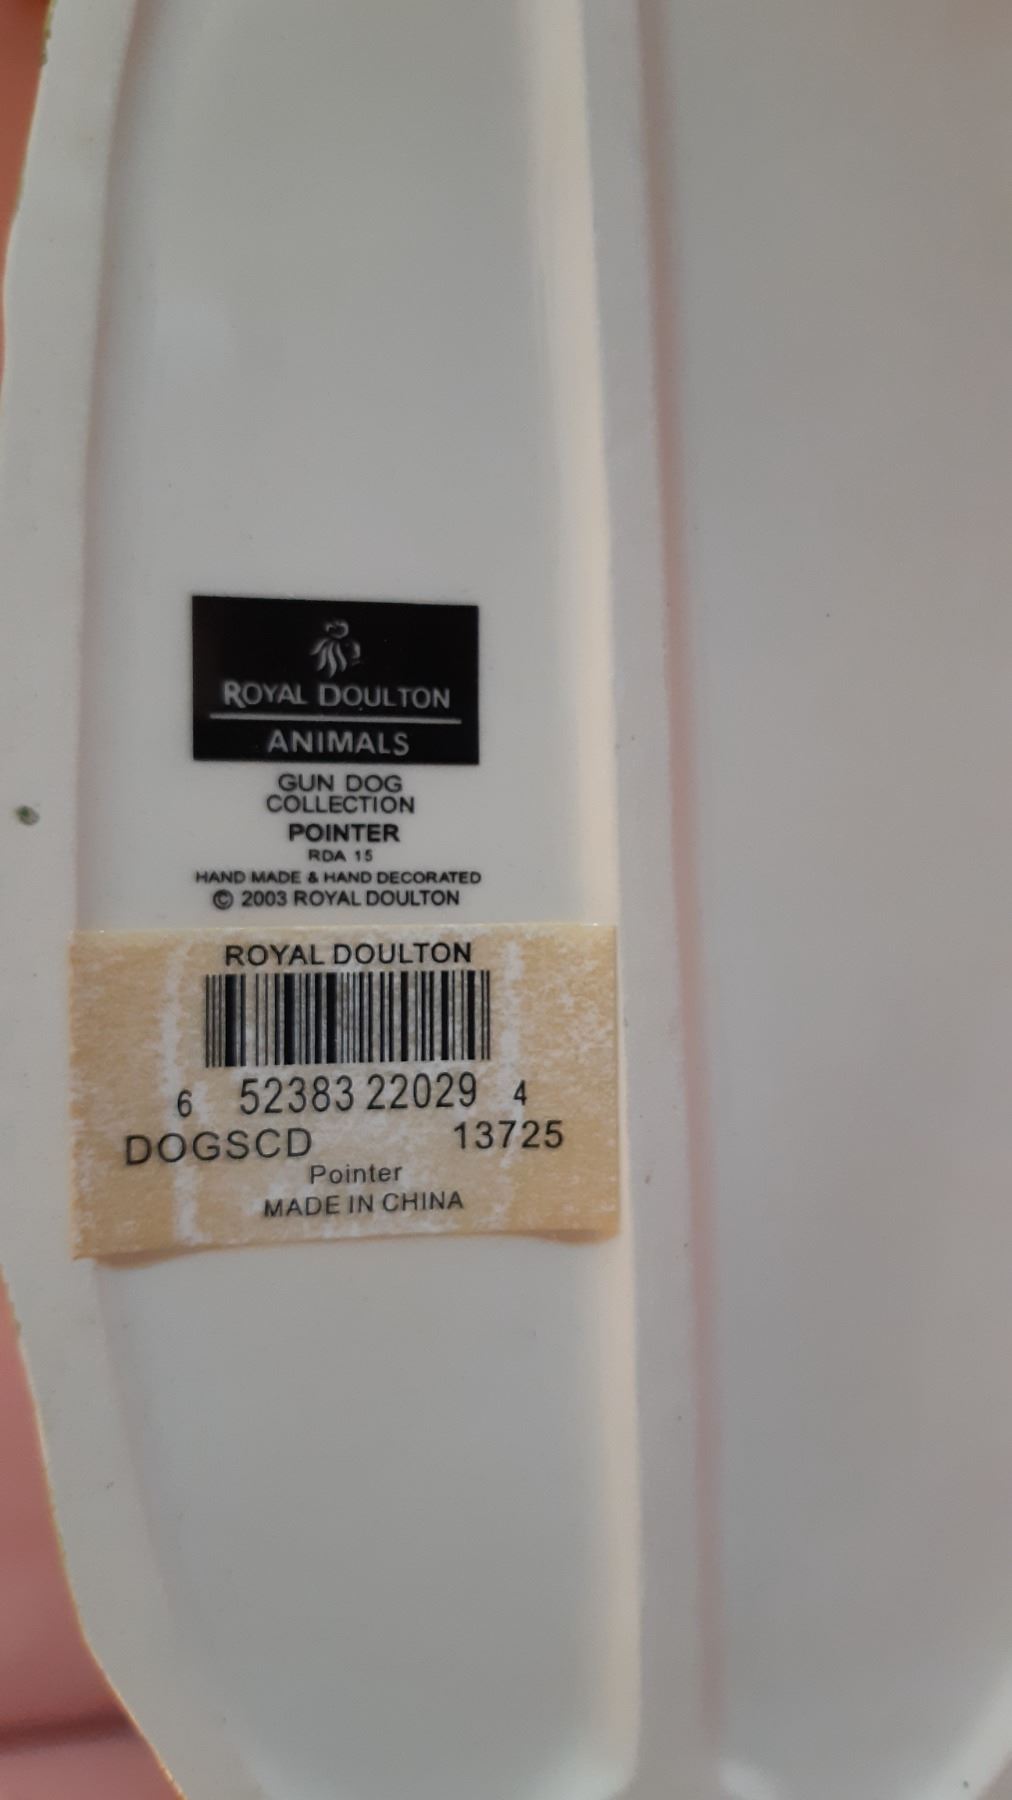 ROYAL DOULTON
ANIMALS
GUN DOG
COLLECTION
POINTER
RDA 15
HAND MADE & HAND DECORATED
© 2003 ROYAL DOULTON
ROYAL DOULTON
6 52383 22029 4
DOGSCD 13725
Pointer
MADE IN CHINA